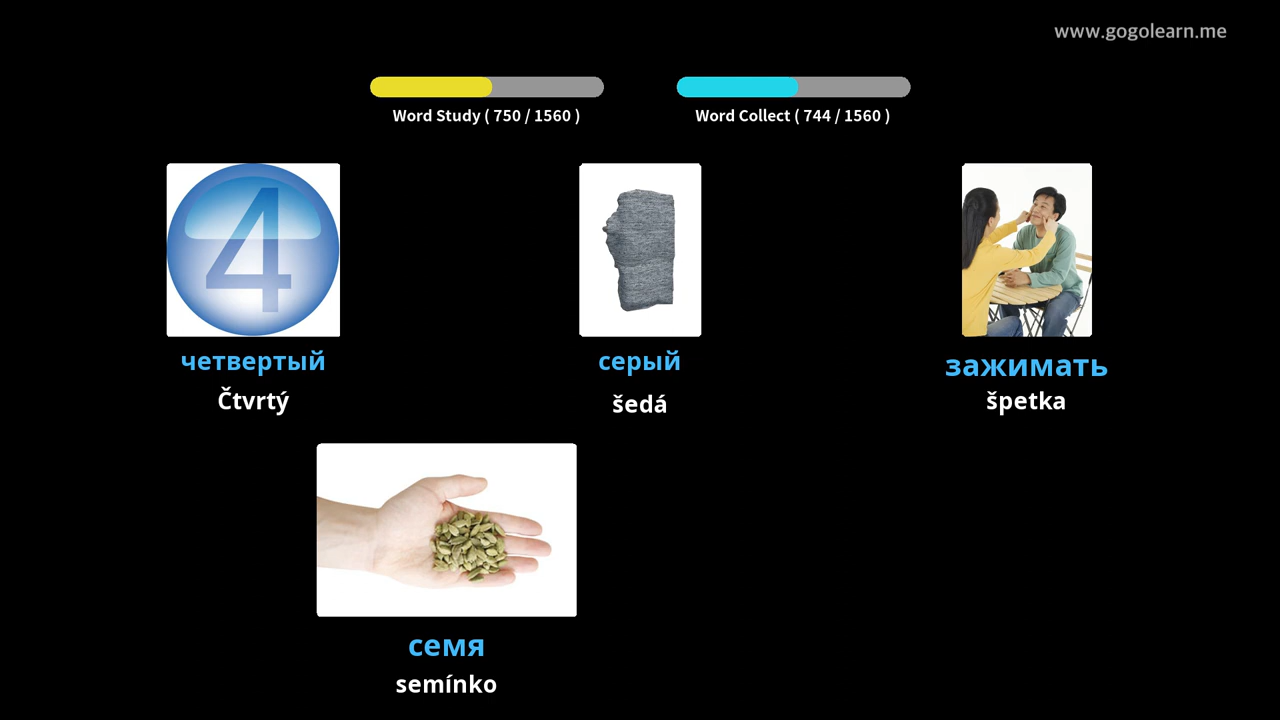 www.gogolearn.me
Word Study ( 750 / 1560 )
Word Collect ( 744 / 1560 )
4
четвертый
Čtvrtý
серый
šedá
зажимать
špetka
семя
semínko